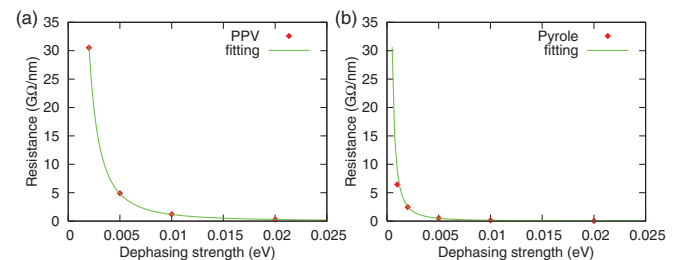 (a)
PPV
fitting
Resistance (GΩ/nm)
35
30
25
20
15
10
5
0
0 0.005 0.01 0.015 0.02 0.025
Dephasing strength (eV)
(b)
Pyrole
fitting
Resistance (GΩ/nm)
35
30
25
20
15
10
5
0
0 0.005 0.01 0.015 0.02 0.025
Dephasing strength (eV)